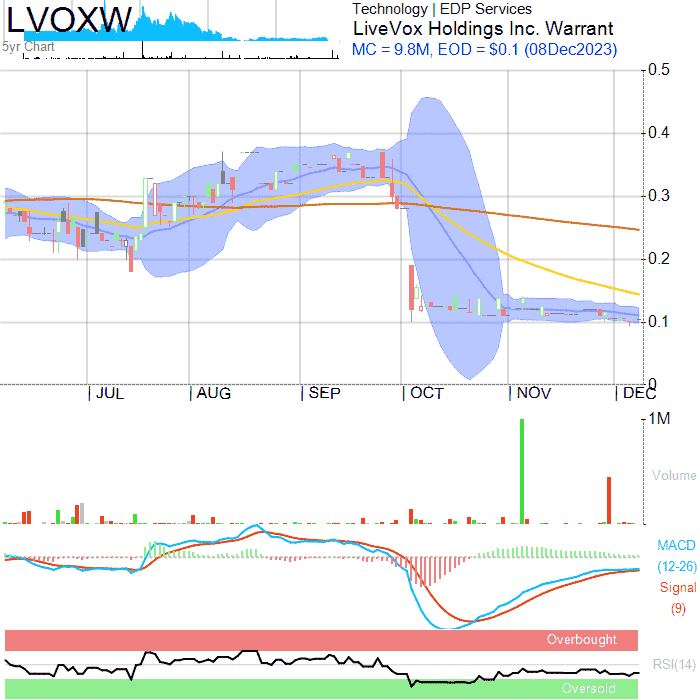 LVOXW
5yr Chart
Technology | EDP Services
LiveVox Holdings Inc. Warrant
MC = 9.8M, EOD = $0.1 (08Dec2023)
0.5
0.4
0.3
0.2
0.1
0
JUL AUG SEP OCT NOV DEC
1M
Volume
MACD
(12-26)
Signal
(9)
Overbought
RSI(14)
Oversold